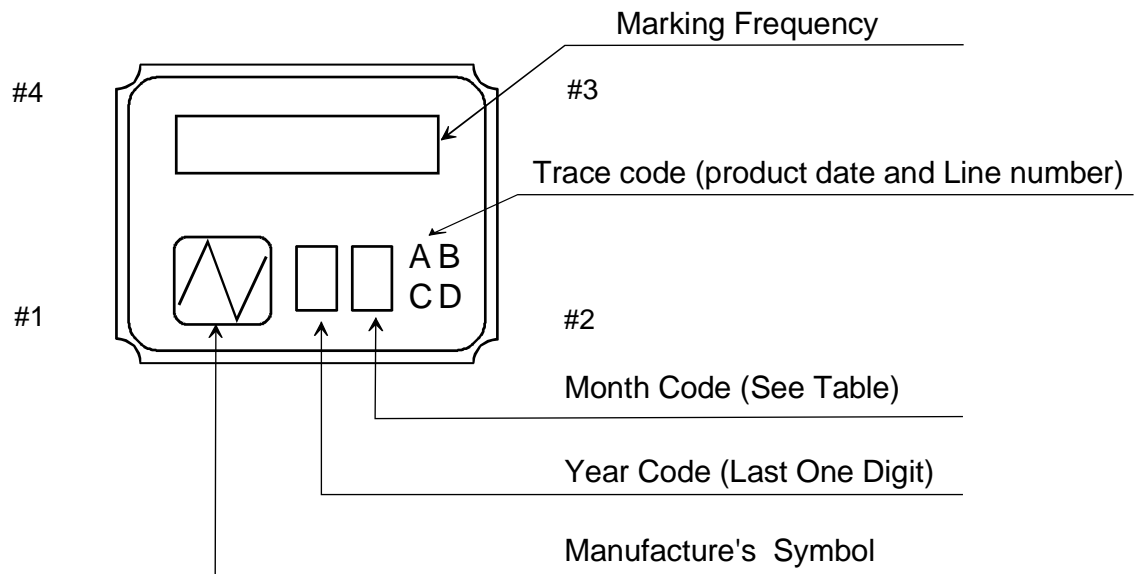 Marking Frequency
#4
#3
Trace code (product date and Line number)
A B
C D
#1
#2
Month Code (See Table)
Year Code (Last One Digit)
Manufacture's Symbol